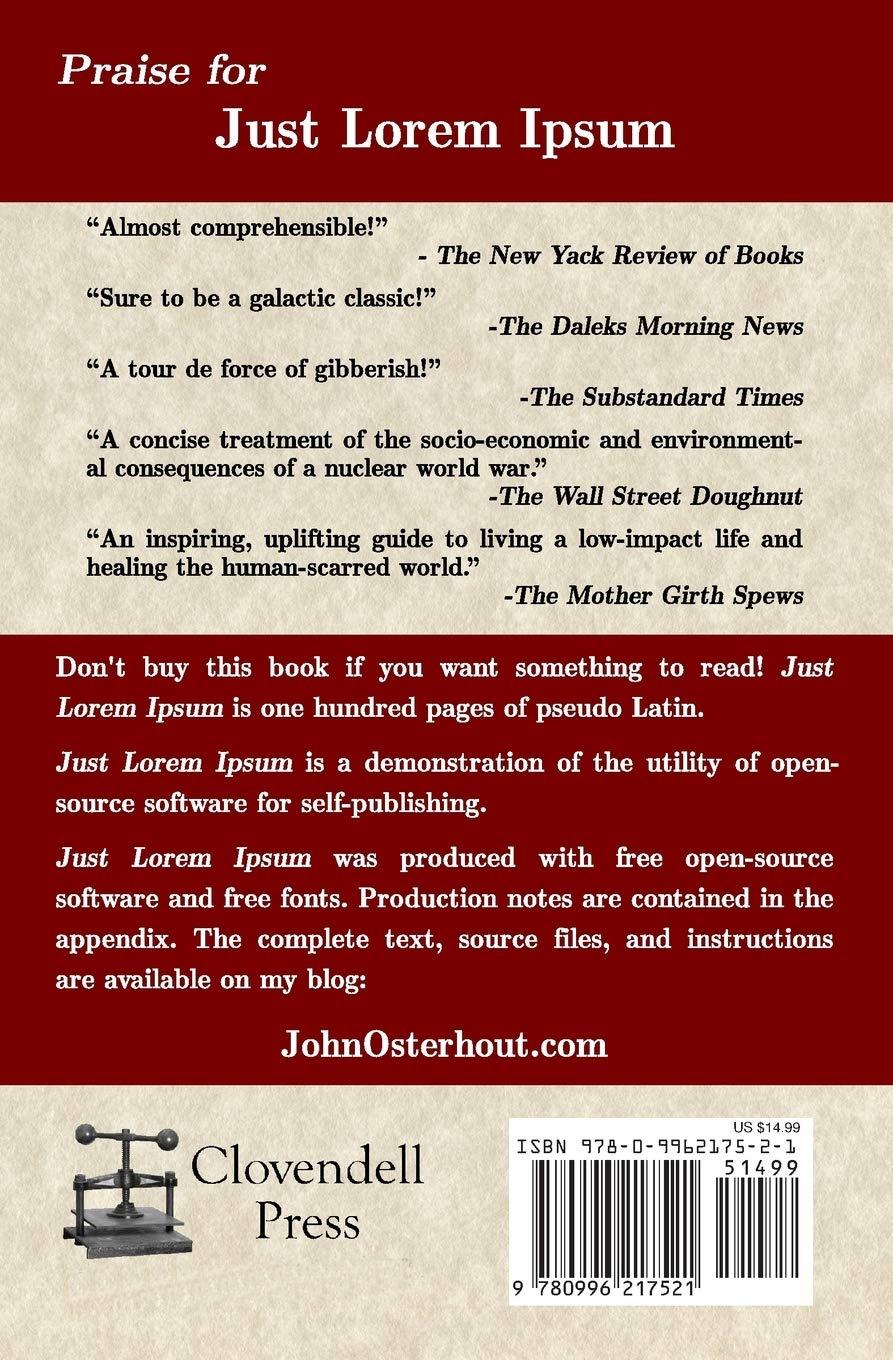 Praise for
Just Lorem Ipsum
“Almost comprehensible!”
- The New Yack Review of Books
“Sure to be a galactic classic!”
-The Daleks Morning News
“A tour de force of gibberish!”
-The Substandard Times
“A concise treatment of the socio-economic and environment-
al consequences of a nuclear world war.”
-The Wall Street Doughnut
“An inspiring, uplifting guide to living a low-impact life and
healing the human-scarred world.”
-The Mother Girth Spews
Don't buy this book if you want something to read! Just
Lorem Ipsum is one hundred pages of pseudo Latin.
Just Lorem Ipsum is a demonstration of the utility of open-
source software for self-publishing.
Just Lorem Ipsum was produced with free open-source
software and free fonts. Production notes are contained in the
appendix. The complete text, source files, and instructions
are available on my blog:
JohnOsterhout.com
Clovendell
Press
US $14.99
ISBN 978-0-9962175-2-1
51499
9 780996 217521